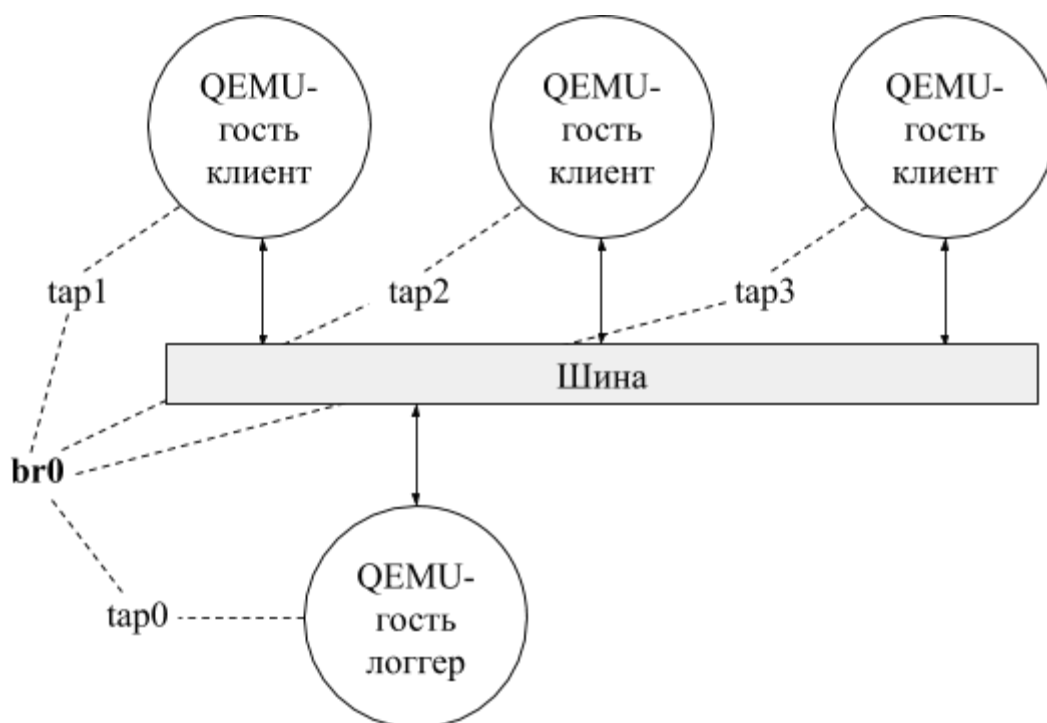 QEMU-
гость
клиент
QEMU-
гость
клиент
QEMU-
гость
клиент
tap1
tap2
tap3
Шина
br0
QEMU-
гость
логгер
tap0